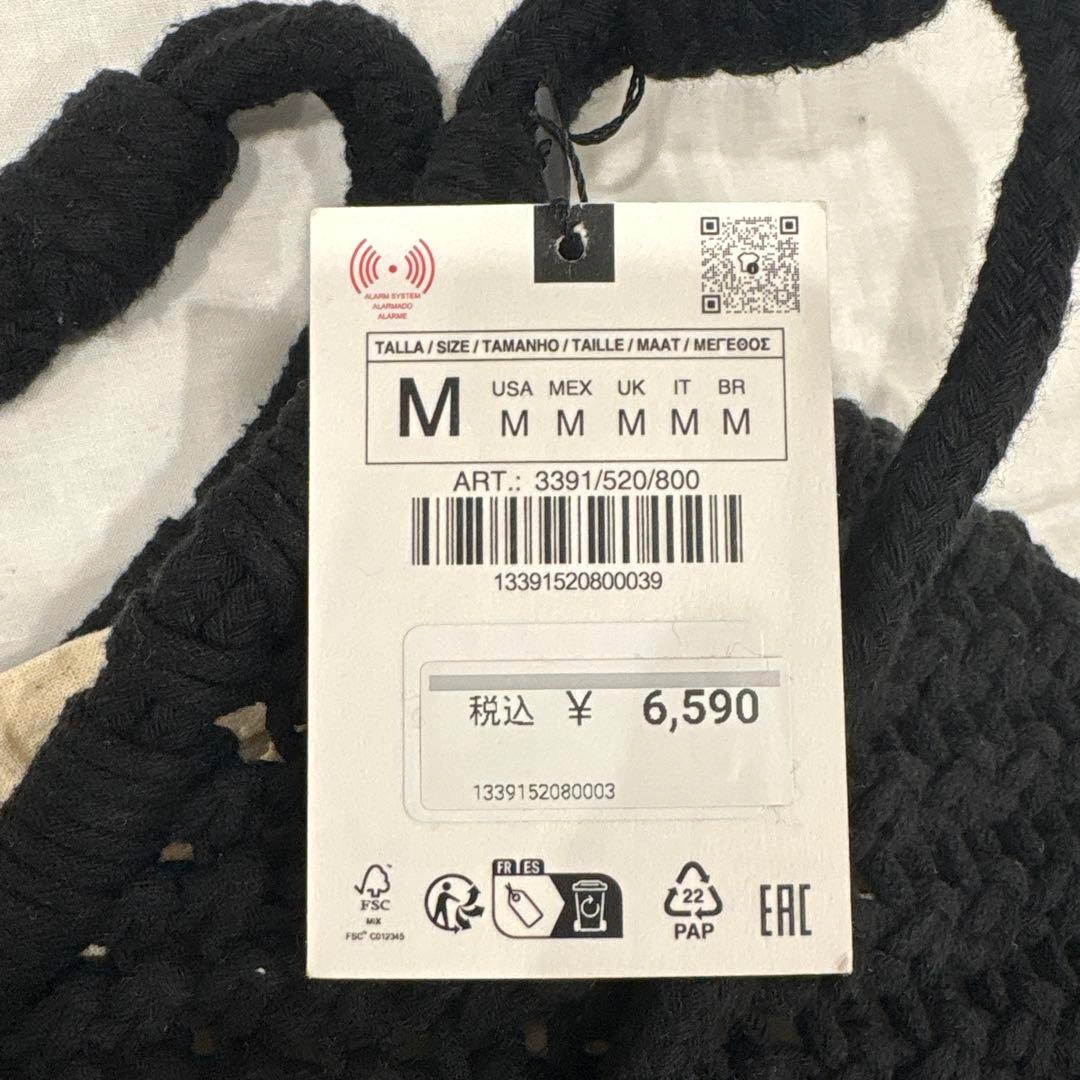 ALARM SYSTEM
ALARMADO
ALARME
TALLA / SIZE / TAMANHO / TAILLE / MAAT / ΜΕΓΕΘΟΣ
M
USA MEX UK IT BR
M M M M M
ART.: 3391/520/800
13391520800039
税込 ¥ 6,590
1339152080003
FSC
MIX
FSC® C012345
FR ES
22
PAP
EAC